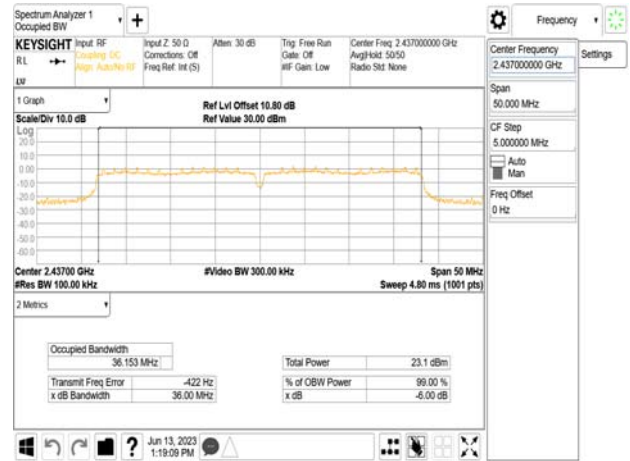 Spectrum Analyzer 1
Occupied BW
Frequency
KEYSIGHT
RL
Input: RF
Coupling: DC
Align: Auto/No RF
Input Z: 50 Ω
Corrections: Off
Freq Ref: Int (S)
Atten: 30 dB
Trig: Free Run
Gate: Off
#IF Gain: Low
Center Freq: 2.437000000 GHz
Avg|Hold: 50/50
Radio Std: None
Center Frequency
2.437000000 GHz
Settings
Span
50.000 MHz
CF Step
5.000000 MHz
Auto
Man
Freq Offset
0 Hz
1 Graph
Scale/Div 10.0 dB
Ref Lvl Offset 10.80 dB
Ref Value 30.00 dBm
Log
20.0
10.0
0.00
-10.0
-20.0
-30.0
-40.0
-50.0
-60.0
Center 2.43700 GHz
#Res BW 100.00 kHz
#Video BW 300.00 kHz
Span 50 MHz
Sweep 4.80 ms (1001 pts)
2 Metrics
Occupied Bandwidth
36.153 MHz
Total Power 23.1 dBm
Transmit Freq Error -422 Hz
% of OBW Power 99.00 %
x dB Bandwidth 36.00 MHz
x dB -6.00 dB
?
Jun 13, 2023
1:19:09 PM